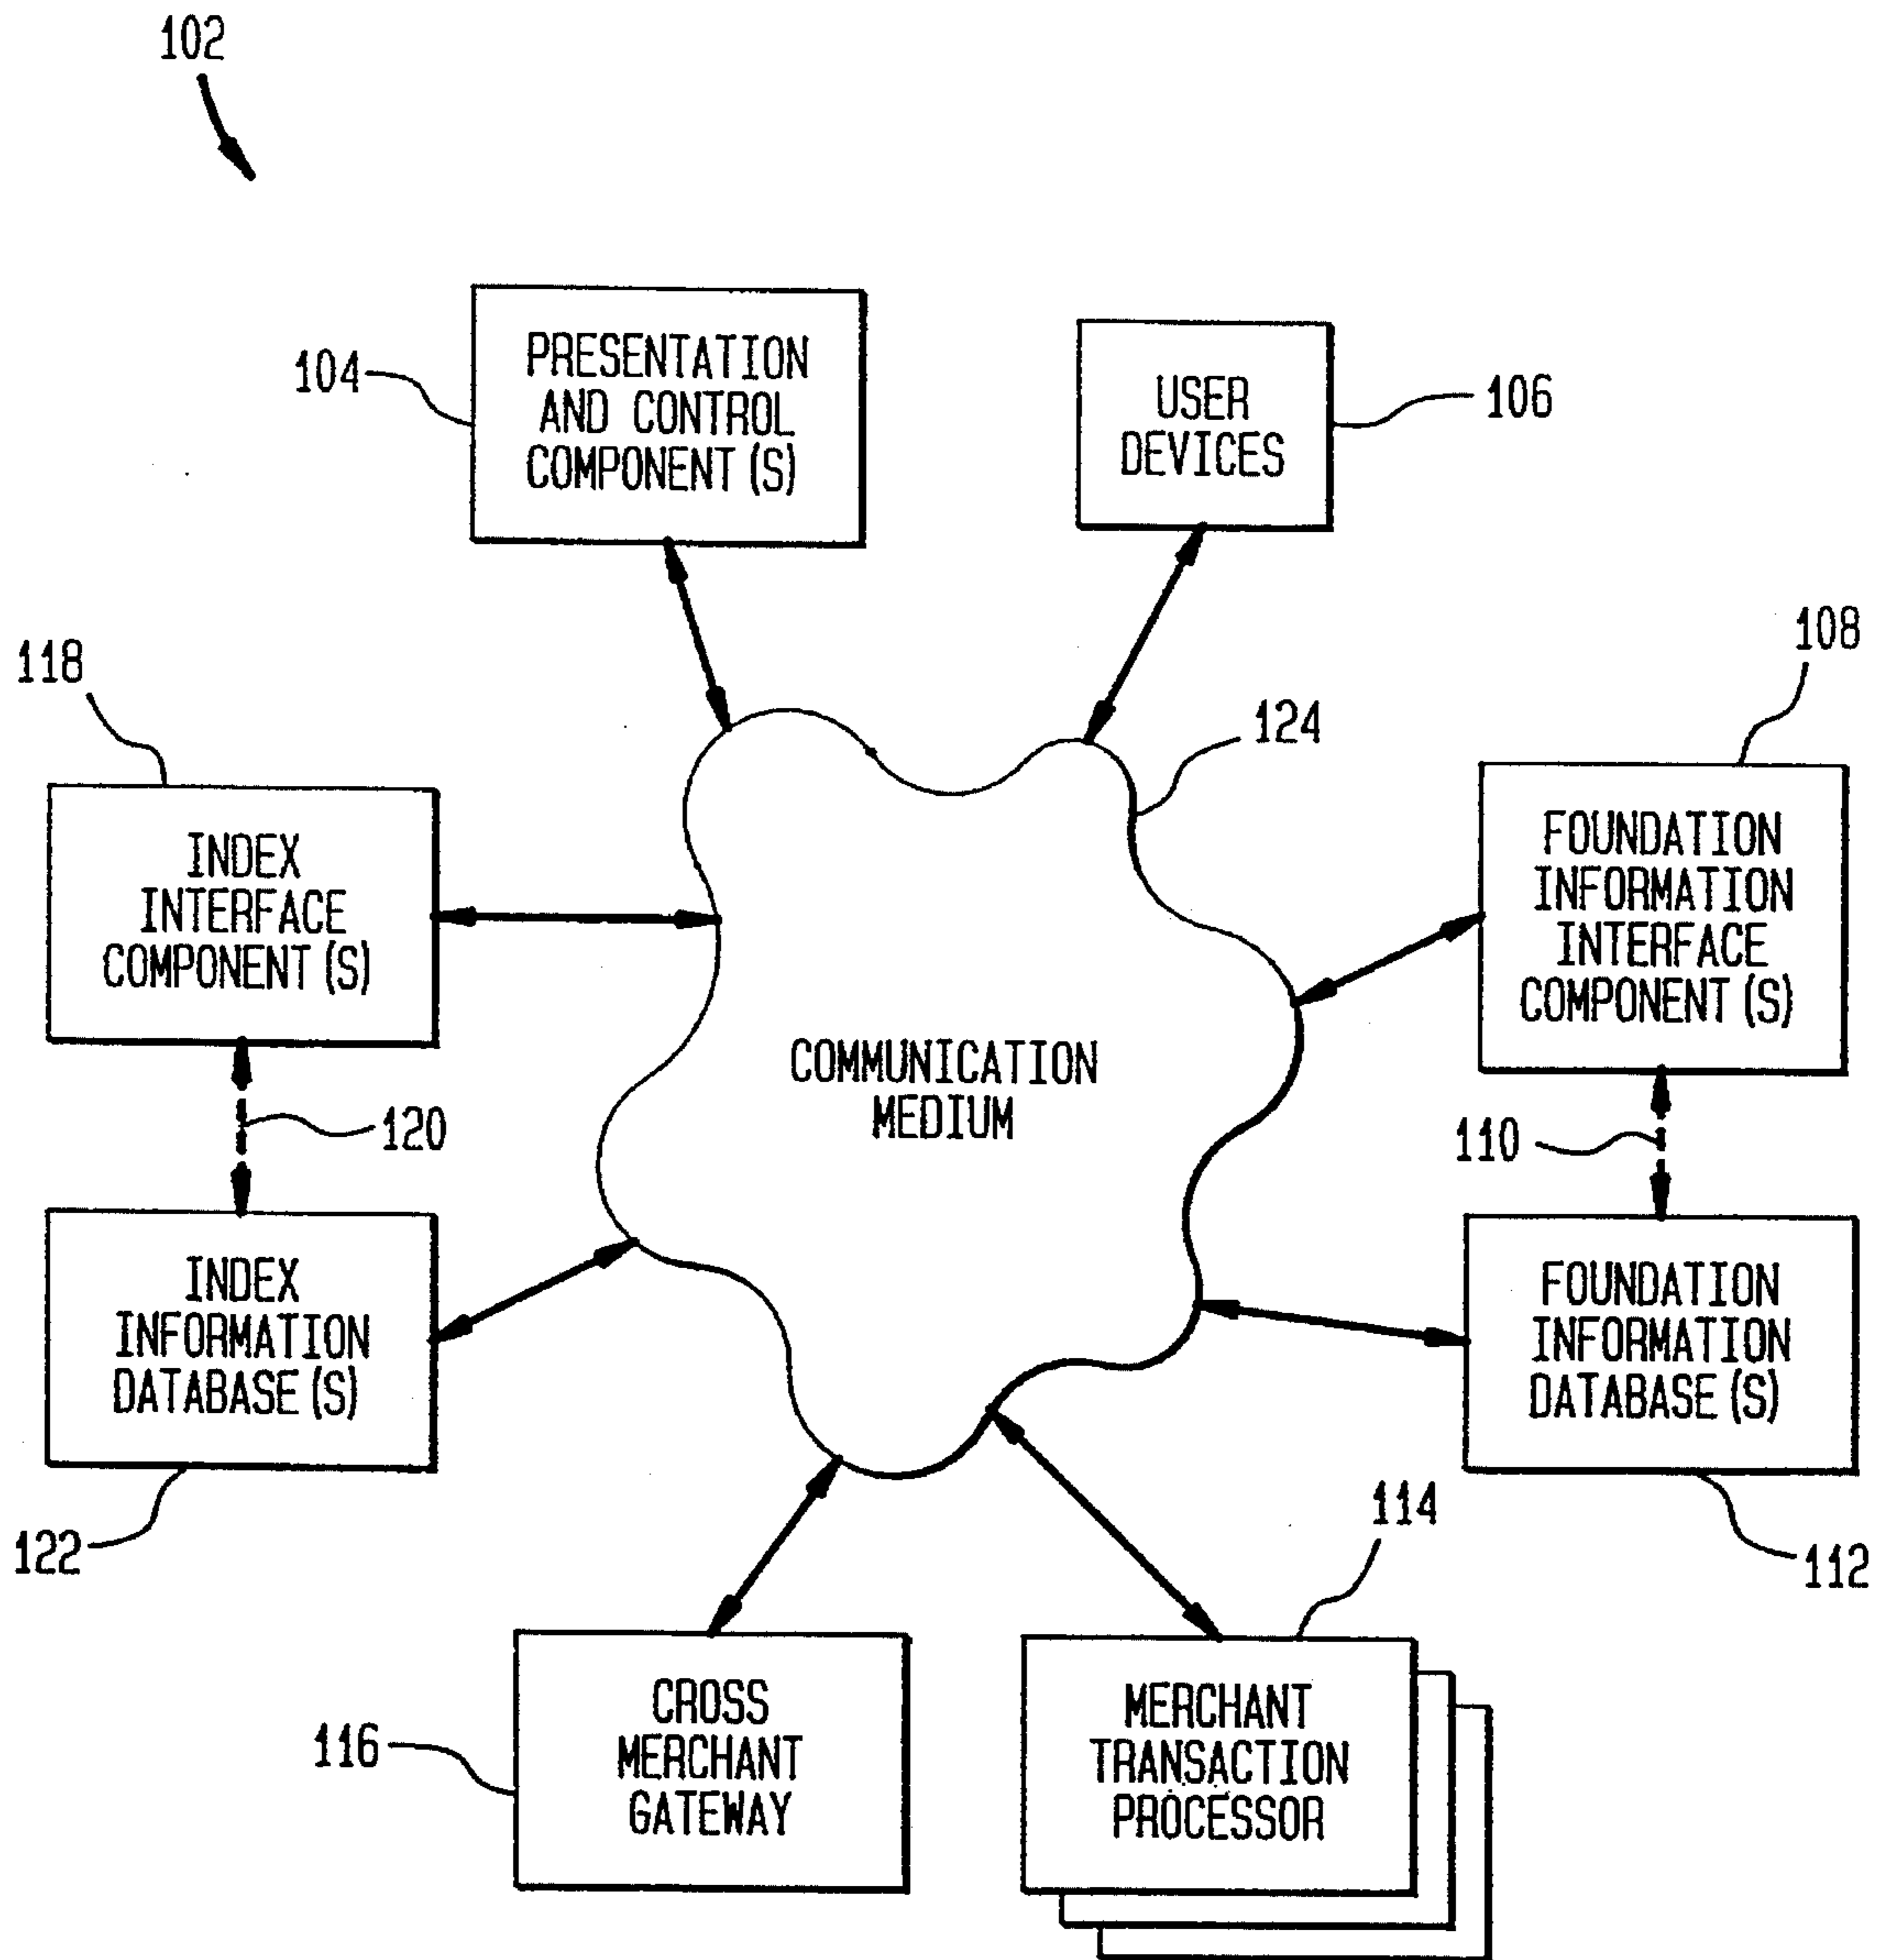 102
PRESENTATION
AND CONTROL
COMPONENT (S)
104
USER
DEVICES
106
118
108
124
INDEX
INTERFACE
COMPONENT (S)
FOUNDATION
INFORMATION
INTERFACE
COMPONENT (S)
COMMUNICATION
MEDIUM
120
110
INDEX
INFORMATION
DATABASE (S)
FOUNDATION
INFORMATION
DATABASE (S)
122
114
112
CROSS
MERCHANT
GATEWAY
116
MERCHANT
TRANSACTION
PROCESSOR